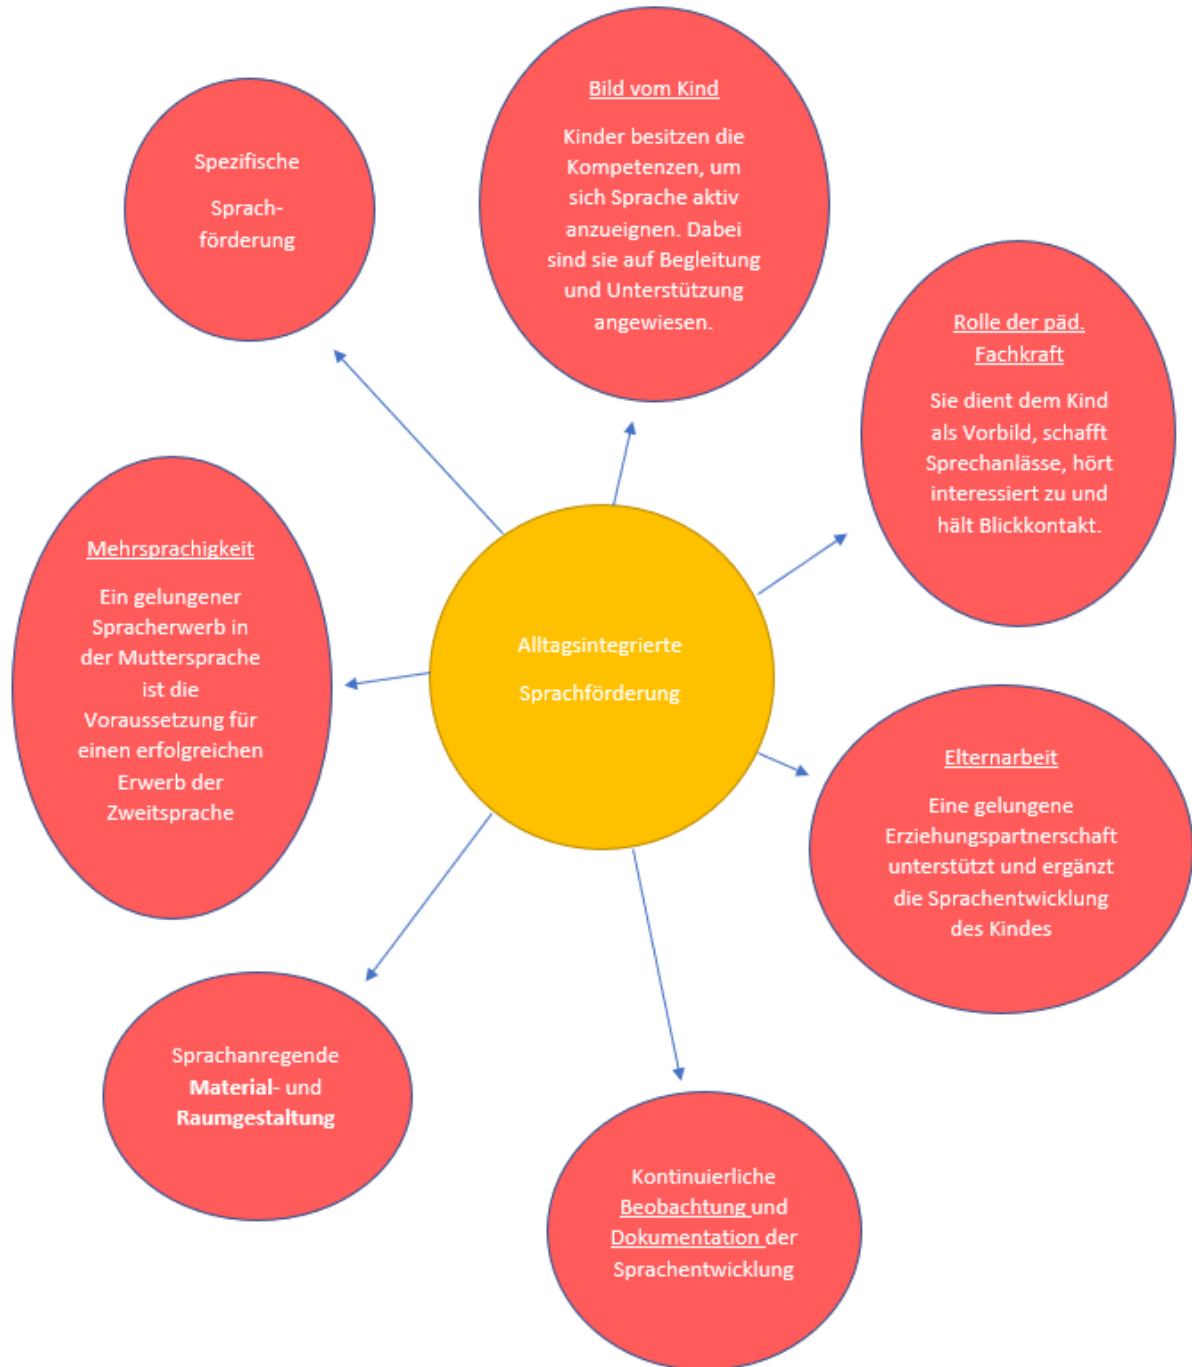 Bild vom Kind
Kinder besitzen die
Kompetenzen, um
sich Sprache aktiv
anzueignen. Dabei
sind sie auf Begleitung
und Unterstützung
angewiesen.
Spezifische
Sprach-
förderung
Rolle der päd.
Fachkraft
Sie dient dem Kind
als Vorbild, schafft
Sprechanlässe, hört
interessiert zu und
hält Blickkontakt.
Mehrsprachigkeit
Ein gelungener
Spracherwerb in
der Muttersprache
ist die
Voraussetzung für
einen erfolgreichen
Erwerb der
Zweitsprache
Alltagsintegrierte
Sprachförderung
Elternarbeit
Eine gelungene
Erziehungspartnerschaft
unterstützt und ergänzt
die Sprachentwicklung
des Kindes
Sprachanregende
Material- und
Raumgestaltung
Kontinuierliche
Beobachtung und
Dokumentation der
Sprachentwicklung